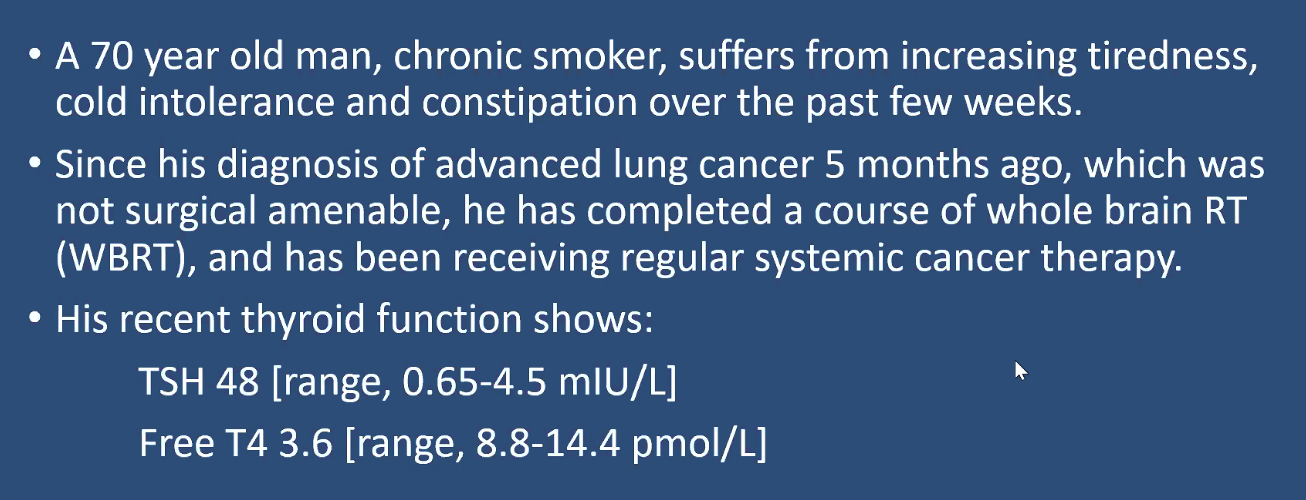 • A 70 year old man, chronic smoker, suffers from increasing tiredness,
cold intolerance and constipation over the past few weeks.
• Since his diagnosis of advanced lung cancer 5 months ago, which was
not surgical amenable, he has completed a course of whole brain RT
(WBRT), and has been receiving regular systemic cancer therapy.
• His recent thyroid function shows:
TSH 48 [range, 0.65-4.5 mIU/L]
Free T4 3.6 [range, 8.8-14.4 pmol/L]